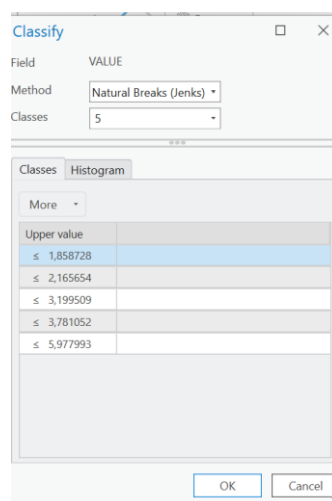 Classify
Field VALUE
Method Natural Breaks (Jenks)
Classes 5
Classes Histogram
More
Upper value
≤ 1,858728
≤ 2,165654
≤ 3,199509
≤ 3,781052
≤ 5,977993
OK Cancel